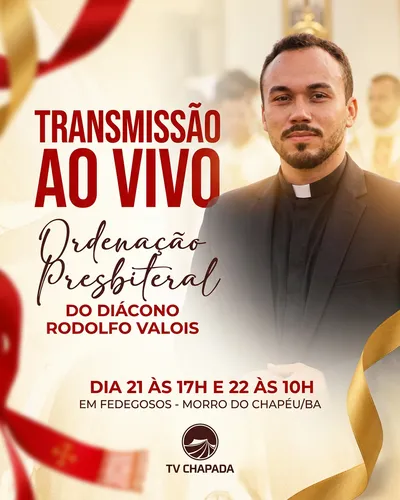 TRANSMISSÃO
AO VIVO
Ordenação
Presbiteral
DO DIÁCONO
RODOLFO VALOIS
DIA 21 ÀS 17H E 22 ÀS 10H
EM FEDEGOSOS - MORRO DO CHAPÉU/BA
TV CHAPADA